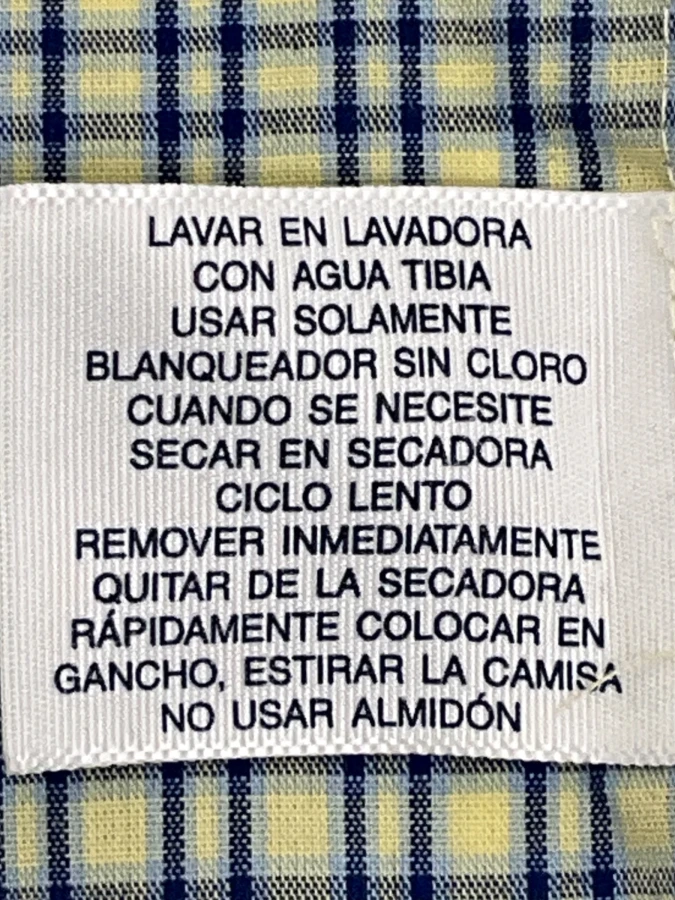 LAVAR EN LAVADORA
CON AGUA TIBIA
USAR SOLAMENTE
BLANQUEADOR SIN CLORO
CUANDO SE NECESITE
SECAR EN SECADORA
CICLO LENTO
REMOVER INMEDIATAMENTE
QUITAR DE LA SECADORA
RÁPIDAMENTE COLOCAR EN
GANCHO, ESTIRAR LA CAMISA
NO USAR ALMIDÓN